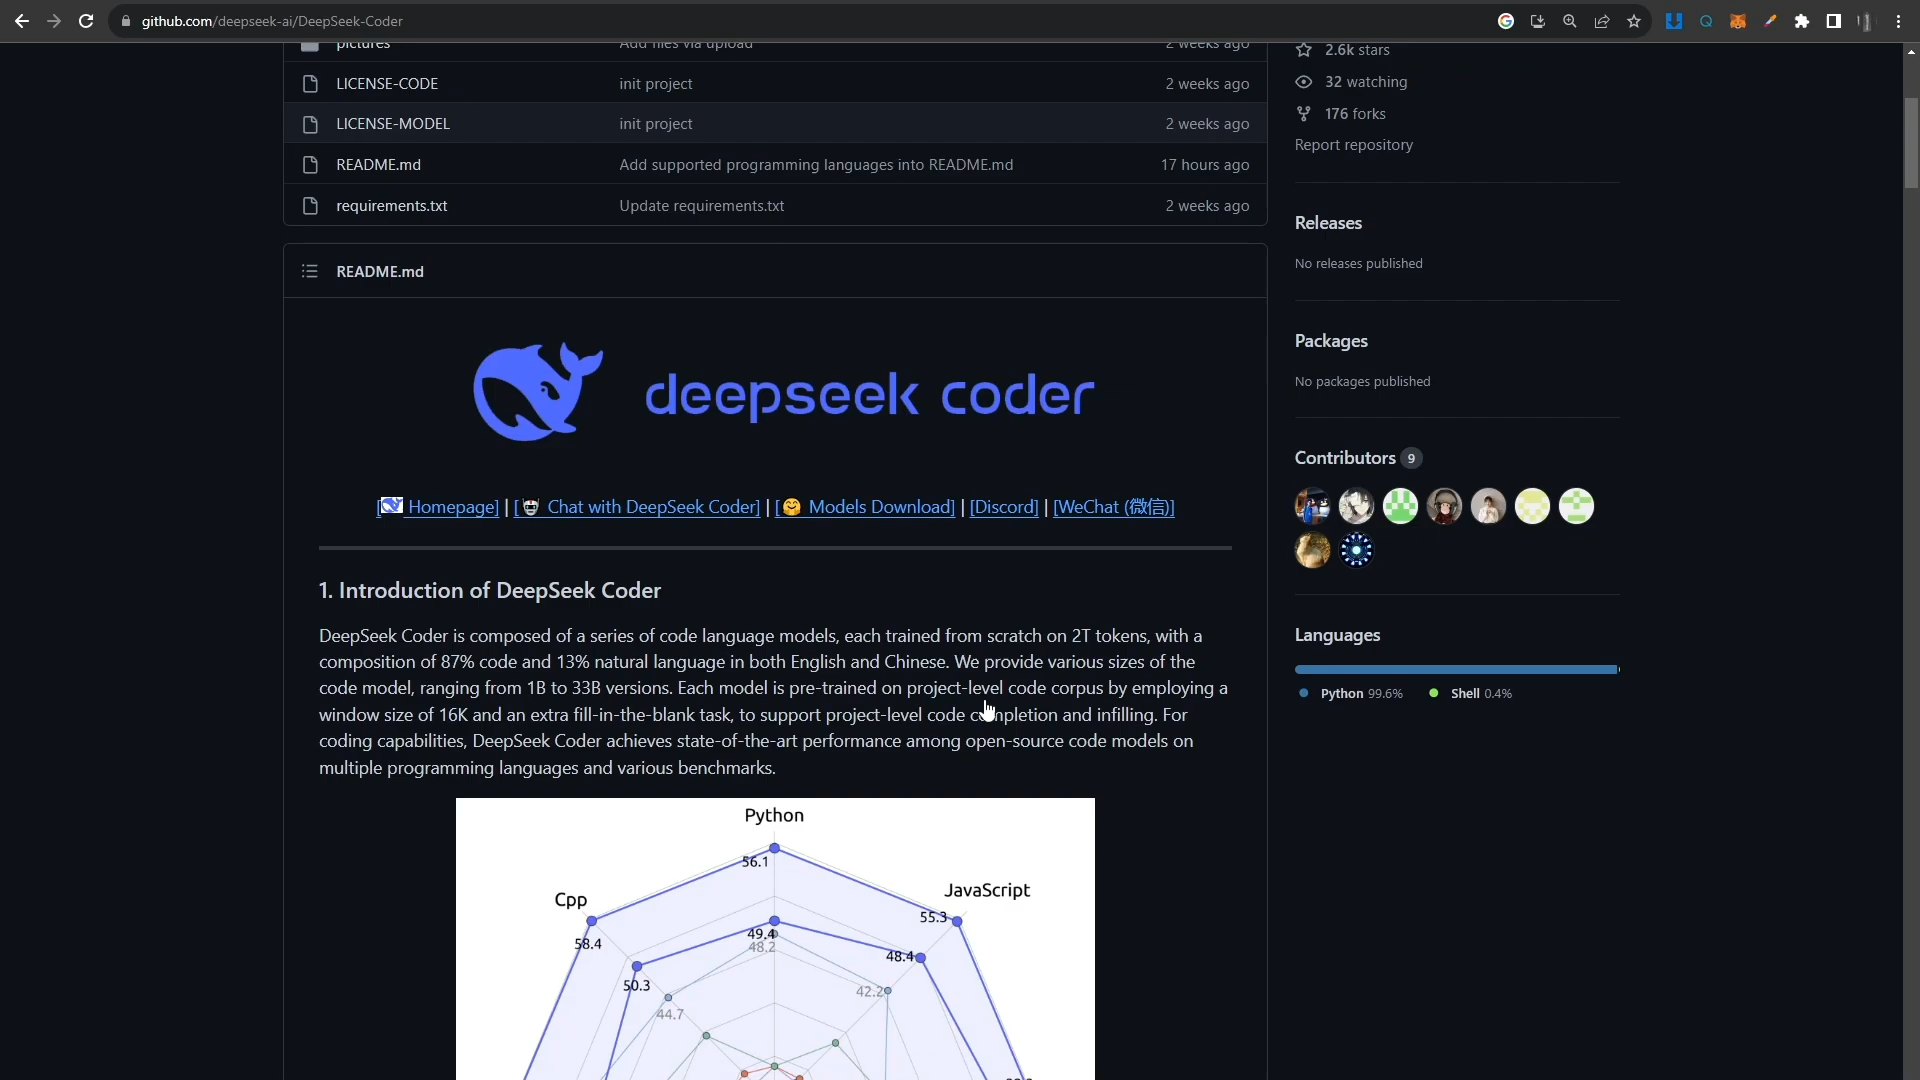 github.com/deepseek-ai/DeepSeek-Coder
pictures Add files via upload 2 weeks ago
LICENSE-CODE init project 2 weeks ago
LICENSE-MODEL init project 2 weeks ago
README.md Add supported programming languages into README.md 17 hours ago
requirements.txt Update requirements.txt 2 weeks ago
README.md
deepseek coder
[ Homepage] | [🤖 Chat with DeepSeek Coder] | [🤗 Models Download] | [Discord] | [WeChat (微信)]
1. Introduction of DeepSeek Coder
DeepSeek Coder is composed of a series of code language models, each trained from scratch on 2T tokens, with a
composition of 87% code and 13% natural language in both English and Chinese. We provide various sizes of the
code model, ranging from 1B to 33B versions. Each model is pre-trained on project-level code corpus by employing a
window size of 16K and an extra fill-in-the-blank task, to support project-level code completion and infilling. For
coding capabilities, DeepSeek Coder achieves state-of-the-art performance among open-source code models on
multiple programming languages and various benchmarks.
Python
56.1
JavaScript
Cpp
55.3
58.4
49.4
48.2
48.4
50.3
42.2
44.7
2.6k stars
32 watching
176 forks
Report repository
Releases
No releases published
Packages
No packages published
Contributors 9
Languages
Python 99.6% Shell 0.4%